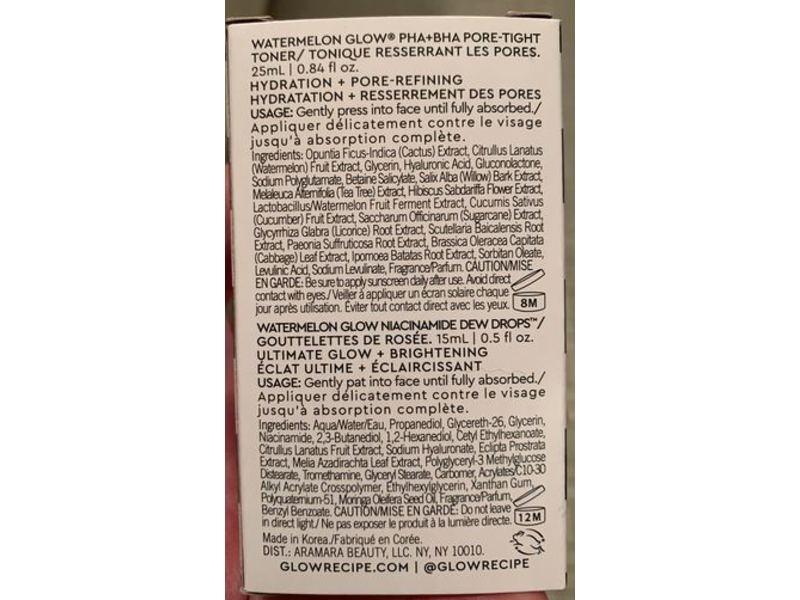 WATERMELON GLOW® PHA+BHA PORE-TIGHT
TONER/ TONIQUE RESSERRANT LES PORES.
25mL | 0.84 fl oz.
HYDRATION + PORE-REFINING
HYDRATATION + RESSERREMENT DES PORES
USAGE: Gently press into face until fully absorbed./
Appliquer délicatement contre le visage
jusqu'à absorption complète.
Ingredients: Opuntia Ficus-Indica (Cactus) Extract, Citrullus Lanatus
(Watermelon) Fruit Extract, Glycerin, Hyaluronic Acid, Gluconolactone,
Sodium Polyglutamate, Betaine Salicylate, Salix Alba (Willow) Bark Extract,
Melaleuca Alternifolia (Tea Tree) Extract, Hibiscus Sabdariffa Flower Extract,
Lactobacillus/Watermelon Fruit Ferment Extract, Cucumis Sativus
(Cucumber) Fruit Extract, Saccharum Officinarum (Sugarcane) Extract,
Glycyrrhiza Glabra (Licorice) Root Extract, Scutellaria Baicalensis Root
Extract, Paeonia Suffruticosa Root Extract, Brassica Oleracea Capitata
(Cabbage) Leaf Extract, Ipomoea Batatas Root Extract, Sorbitan Oleate,
Levulinic Acid, Sodium Levulinate, Fragrance/Parfum. CAUTION/MISE
EN GARDE: Be sure to apply sunscreen daily after use. Avoid direct
contact with eyes./ Veiller à appliquer un écran solaire chaque
jour après utilisation. Éviter tout contact direct avec les yeux.
8M
WATERMELON GLOW NIACINAMIDE DEW DROPS™/
GOUTTELETTES DE ROSÉE. 15mL | 0.5 fl oz.
ULTIMATE GLOW + BRIGHTENING
ÉCLAT ULTIME + ÉCLAIRCISSANT
USAGE: Gently pat into face until fully absorbed./
Appliquer délicatement contre le visage
jusqu'à absorption complète.
Ingredients: Aqua/Water/Eau, Propanediol, Glycereth-26, Glycerin,
Niacinamide, 2,3-Butanediol, 1,2-Hexanediol, Cetyl Ethylhexanoate,
Citrullus Lanatus Fruit Extract, Sodium Hyaluronate, Eclipta Prostrata
Extract, Melia Azadirachta Leaf Extract, Polyglyceryl-3 Methylglucose
Distearate, Tromethamine, Glyceryl Stearate, Carbomer, Acrylates/C10-30
Alkyl Acrylate Crosspolymer, Ethylhexylglycerin, Xanthan Gum,
Polyquaternium-51, Moringa Oleifera Seed Oil, Fragrance/Parfum,
Benzyl Benzoate. CAUTION/MISE EN GARDE: Do not leave
in direct light./ Ne pas exposer le produit à la lumière directe.
12M
Made in Korea./Fabriqué en Corée.
DIST.: ARAMARA BEAUTY, LLC. NY, NY 10010.
GLOWRECIPE.COM | @GLOWRECIPE